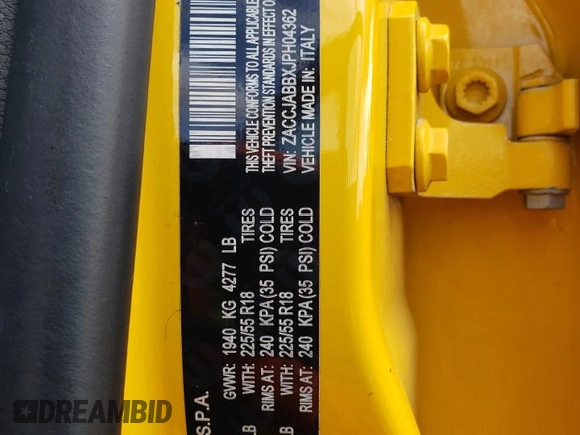 S.P.A.
GVWR: 1940 KG 4277 LB
LB WITH: 225/55 R18 TIRES
RIMS AT: 240 KPA(35 PSI) COLD
LB WITH: 225/55 R18 TIRES
RIMS AT: 240 KPA(35 PSI) COLD
THIS VEHICLE CONFORMS TO ALL APPLICABLE
THEFT PREVENTION STANDARDS IN EFFECT ON
VIN: ZACCJABBXJPH04362
VEHICLE MADE IN: ITALY
DREAMBID